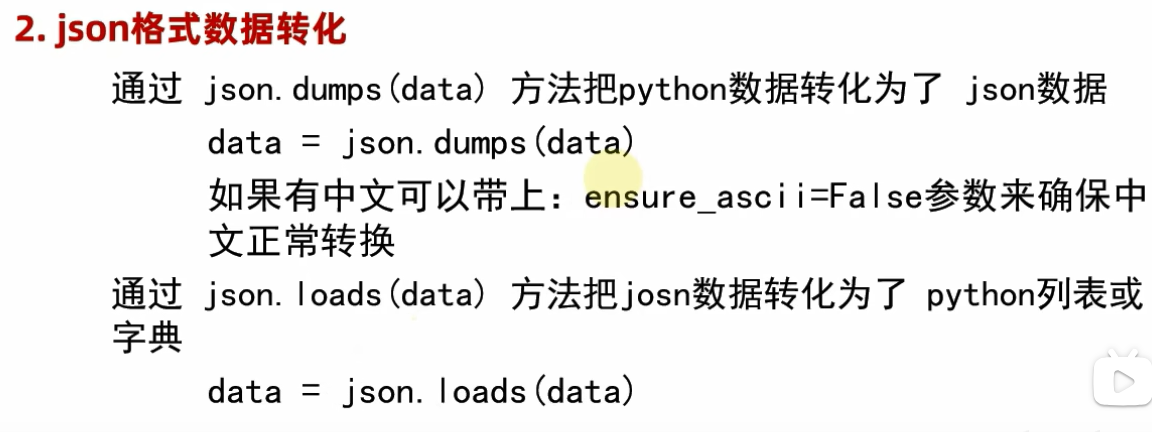 2. json格式数据转化
通过 json.dumps(data) 方法把python数据转化为了 json数据
data = json.dumps(data)
如果有中文可以带上：ensure_ascii=False参数来确保中
文正常转换
通过 json.loads(data) 方法把josn数据转化为了 python列表或
字典
data = json.loads(data)